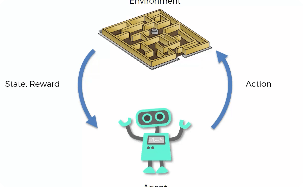 Environment
State, Reward
Action
Agent